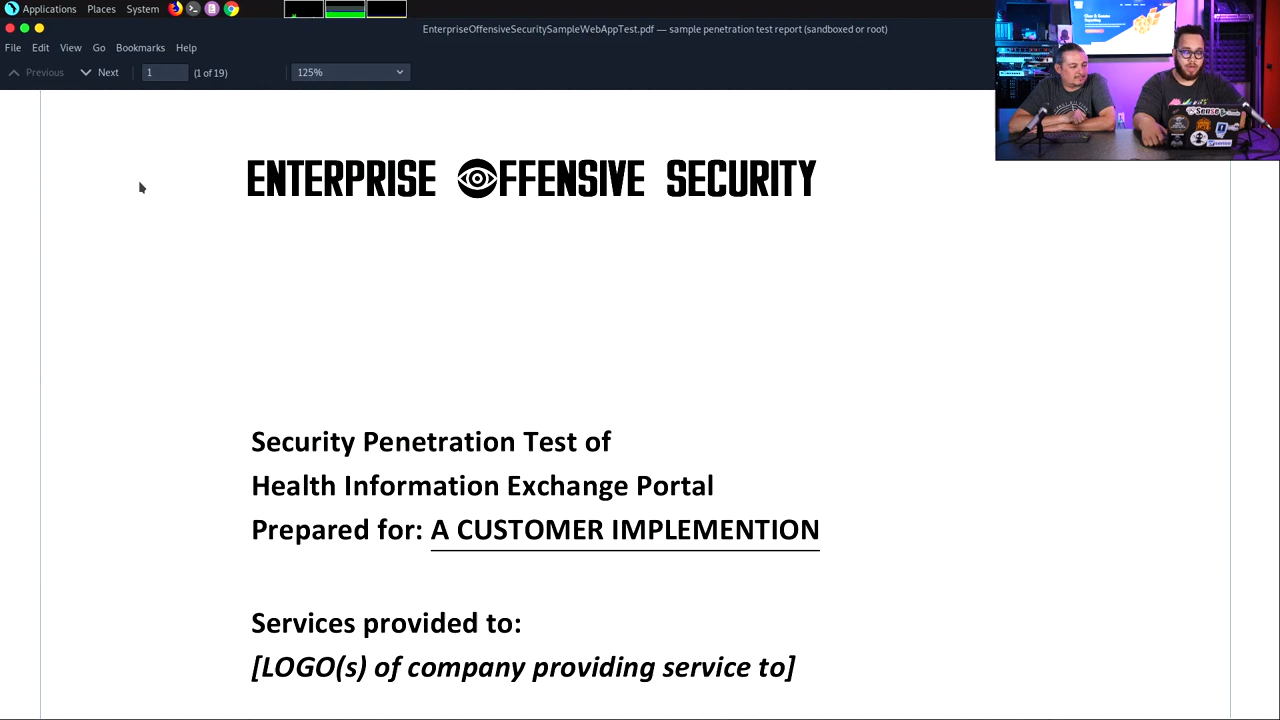 Applications Places System
EnterpriseOffensiveSecuritySampleWebAppTest.pdf — sample penetration test report (sandboxed or root)
File Edit View Go Bookmarks Help
Previous Next 1 (1 of 19) 125%
ENTERPRISE OFFENSIVE SECURITY
Security Penetration Test of
Health Information Exchange Portal
Prepared for: A CUSTOMER IMPLEMENTION
Services provided to:
[LOGO(s) of company providing service to]